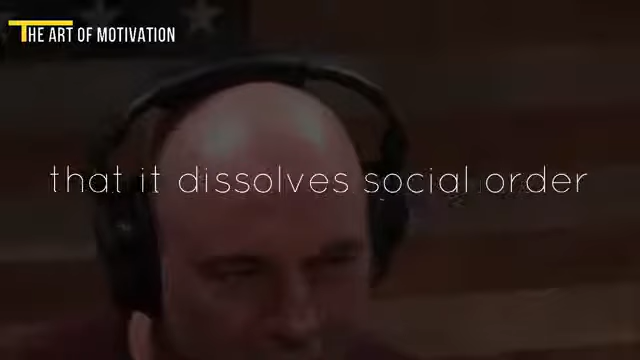 THE ART OF MOTIVATION
that it dissolves social order